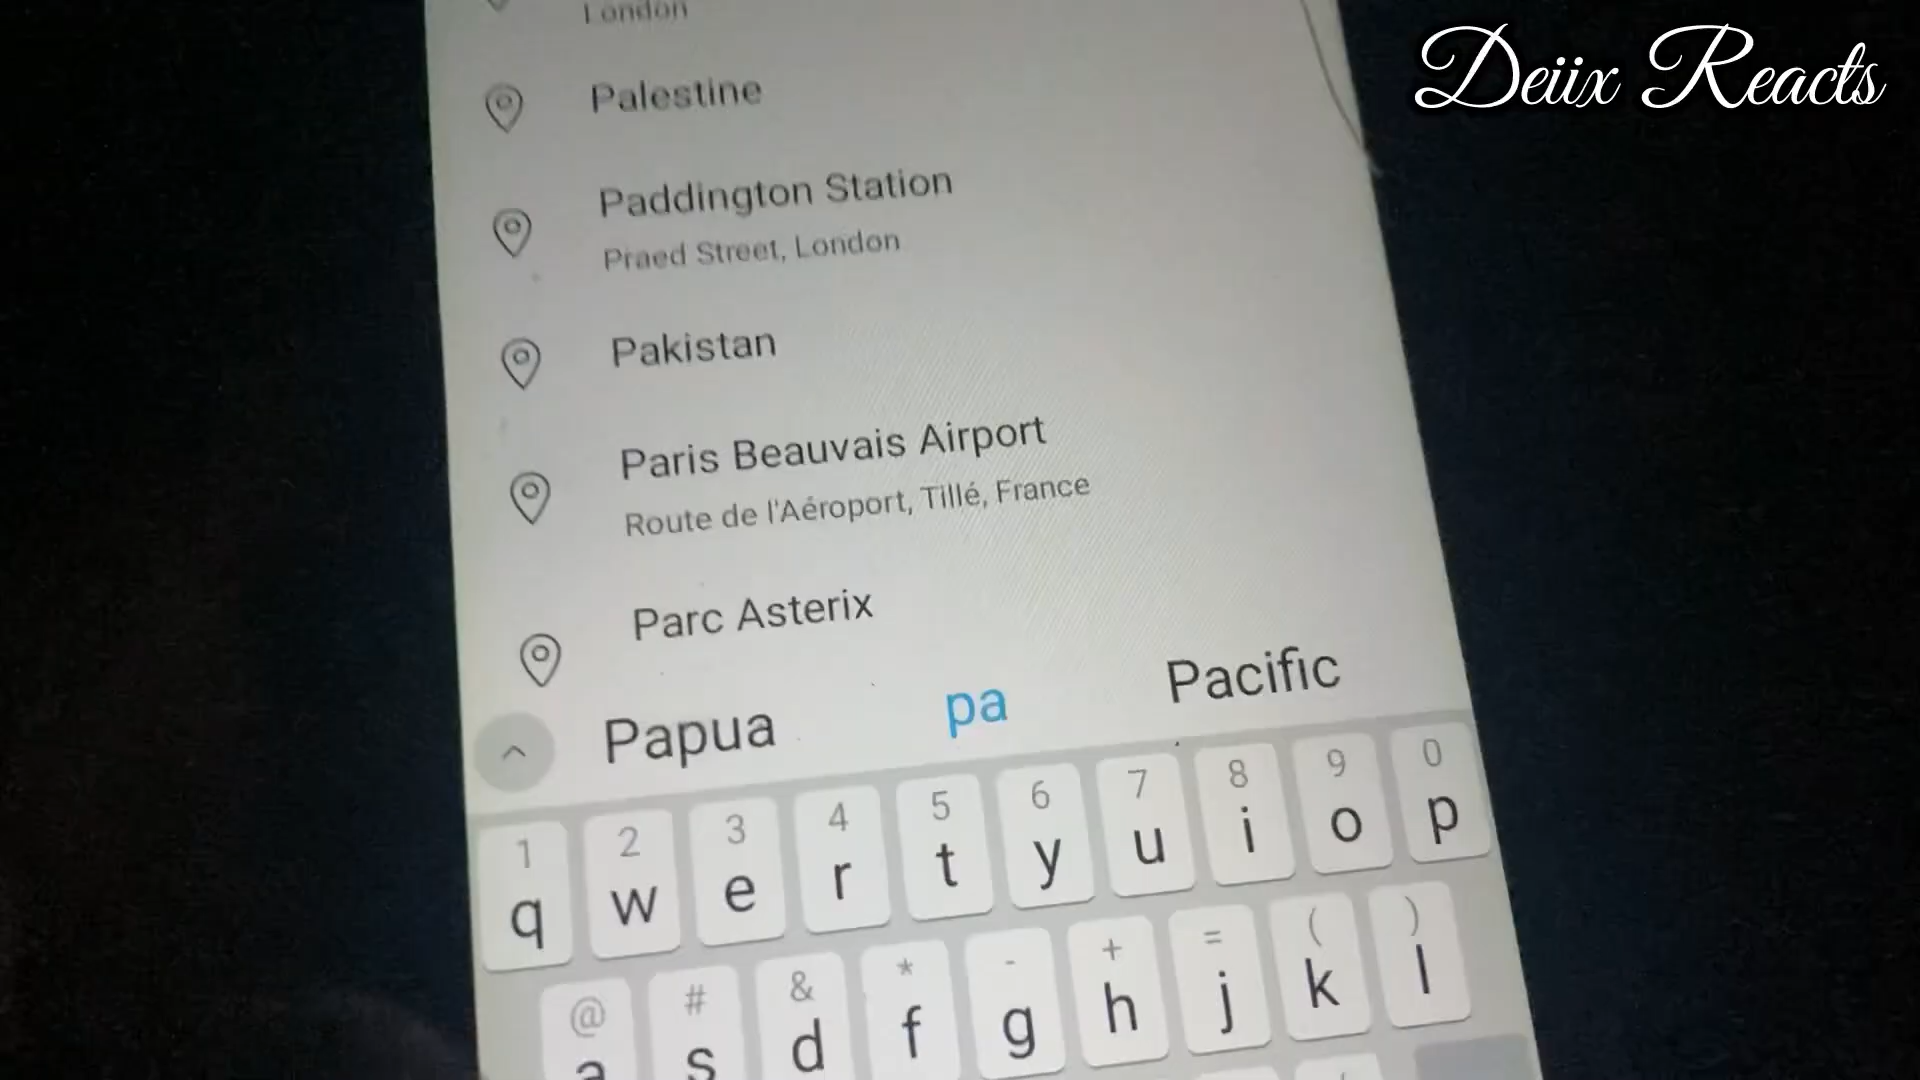 London
Deiix Reacts
Palestine
Paddington Station
Praed Street, London
Pakistan
Paris Beauvais Airport
Route de l'Aéroport, Tillé, France
Parc Asterix
Papua pa Pacific
1 2 3 4 5 6 7 8 9 0
q w e r t y u i o p
@ # & * - + = ( )
a s d f g h j k l